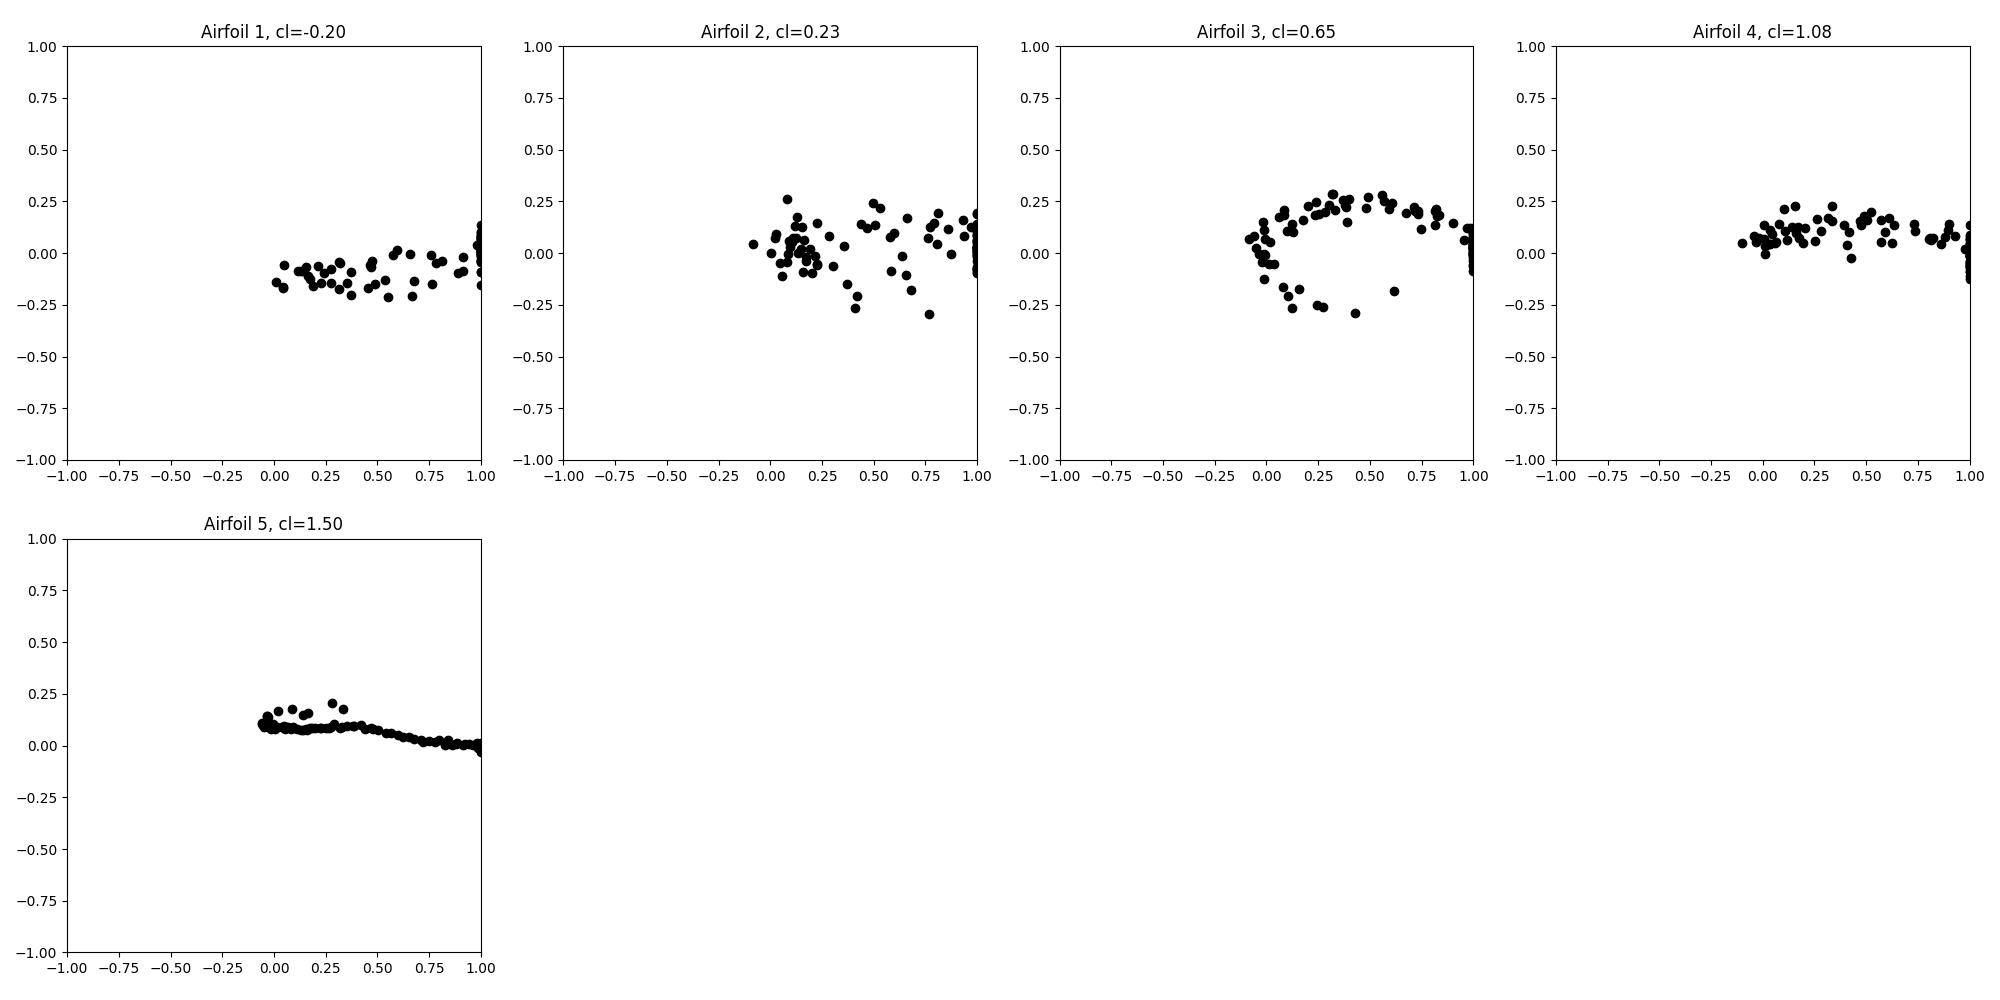 Airfoil 1, cl=-0.20
Airfoil 2, cl=0.23
Airfoil 3, cl=0.65
Airfoil 4, cl=1.08
1.00 1.00 1.00 1.00
0.75 0.75 0.75 0.75
0.50 0.50 0.50 0.50
0.25 0.25 0.25 0.25
0.00 0.00 0.00 0.00
−0.25 −0.25 −0.25 −0.25
−0.50 −0.50 −0.50 −0.50
−0.75 −0.75 −0.75 −0.75
−1.00 −1.00 −1.00 −1.00
−1.00 −0.75 −0.50 −0.25 0.00 0.25 0.50 0.75 1.00
−1.00 −0.75 −0.50 −0.25 0.00 0.25 0.50 0.75 1.00
−1.00 −0.75 −0.50 −0.25 0.00 0.25 0.50 0.75 1.00
−1.00 −0.75 −0.50 −0.25 0.00 0.25 0.50 0.75 1.00
Airfoil 5, cl=1.50
1.00
0.75
0.50
0.25
0.00
−0.25
−0.50
−0.75
−1.00
−1.00 −0.75 −0.50 −0.25 0.00 0.25 0.50 0.75 1.00